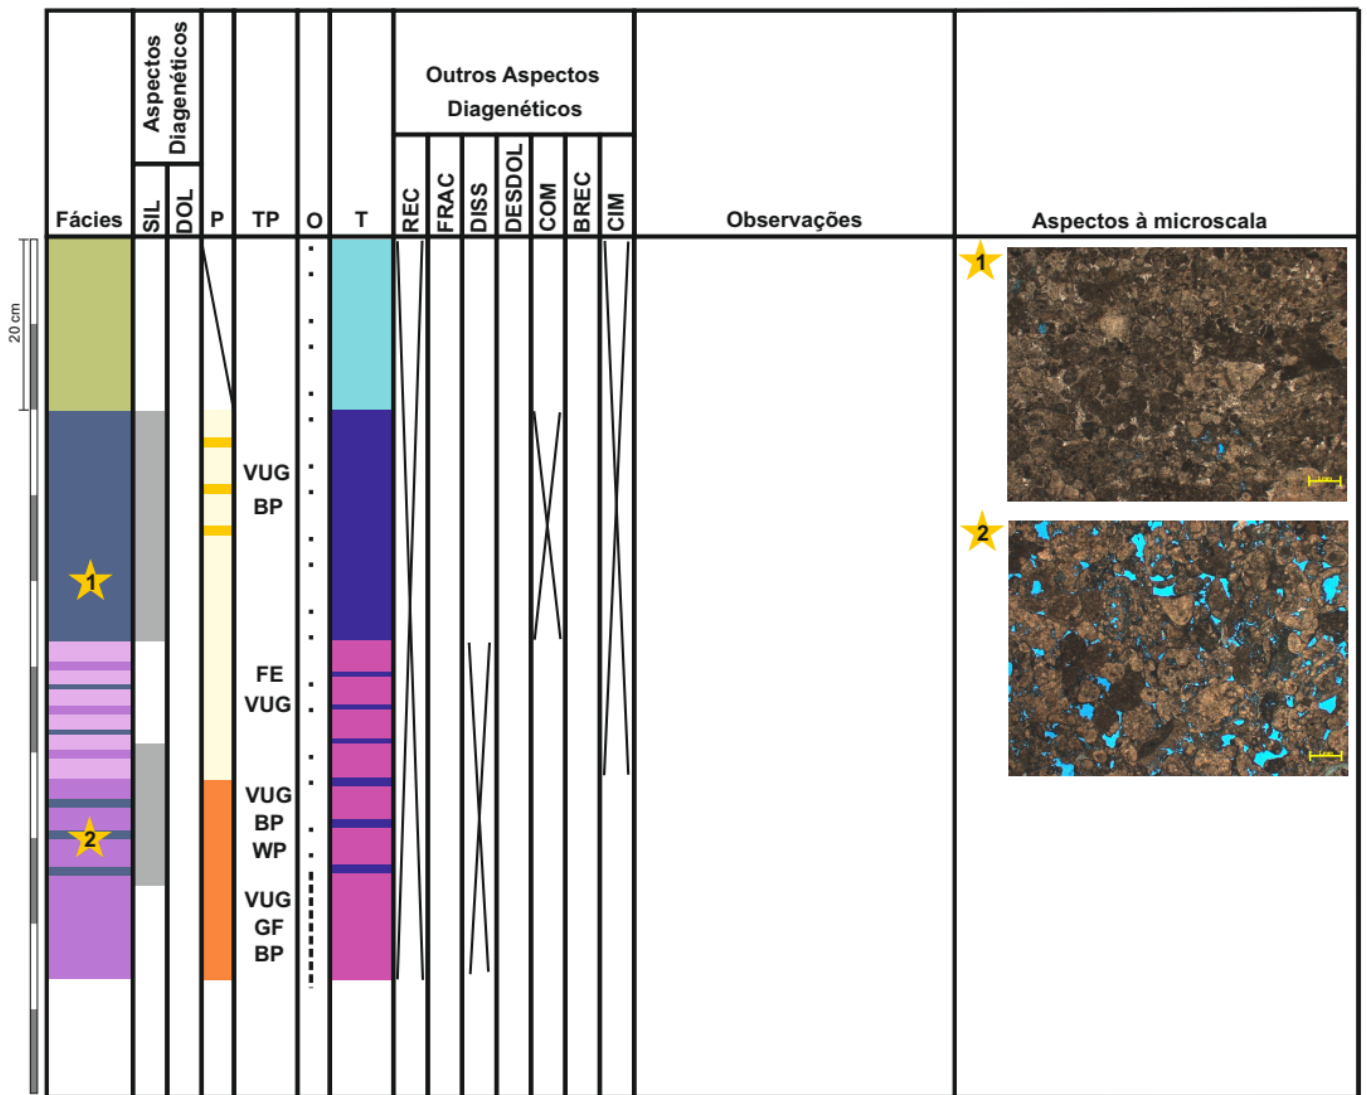 Aspectos
Diagenéticos
Outros Aspectos
Diagenéticos
Fácies
SIL
DOL
P
TP
O
T
REC
FRAC
DISS
DESDOL
COM
BREC
CIM
Observações
Aspectos à microscala
20 cm
1
VUG
BP
1
2
FE
VUG
VUG
BP
WP
2
VUG
GF
BP